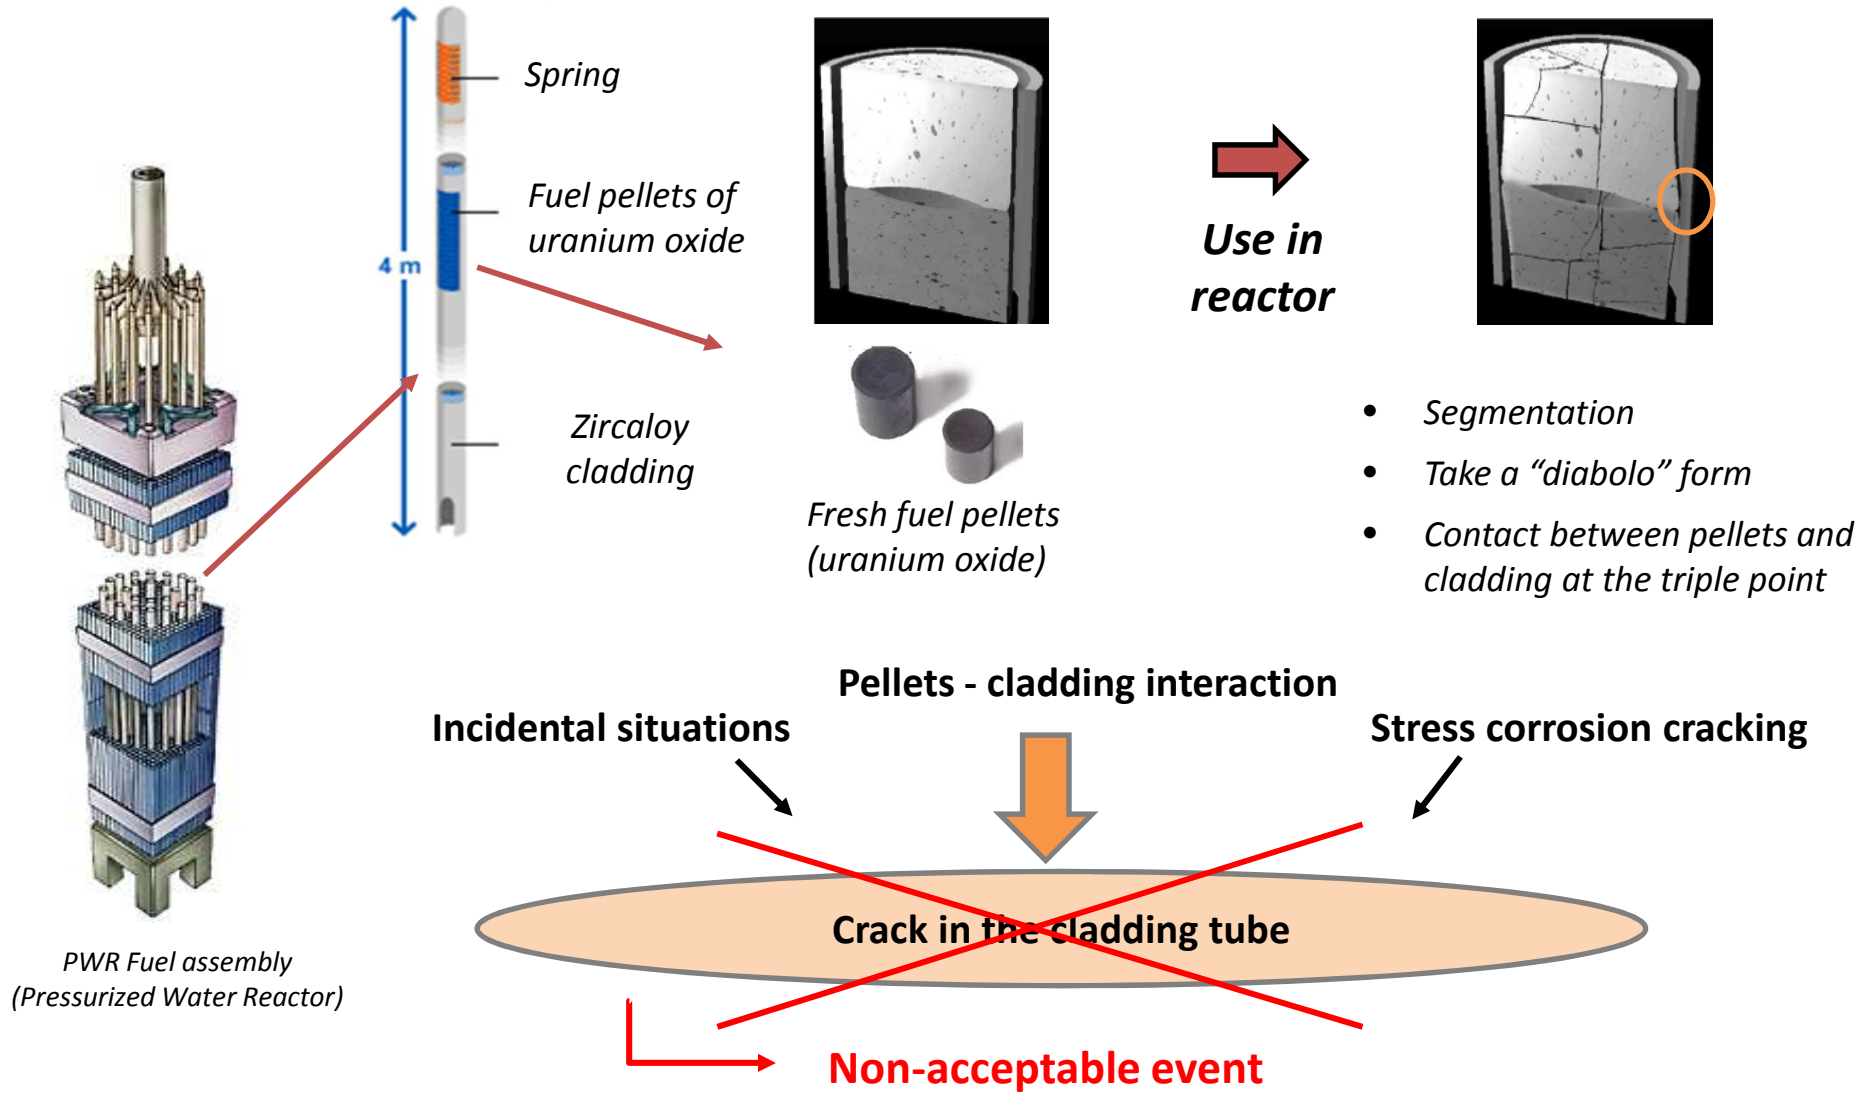 Spring
Fuel pellets of
uranium oxide
4 m
Zircaloy
cladding
Fresh fuel pellets
(uranium oxide)
Use in
reactor
• Segmentation
• Take a “diabolo” form
• Contact between pellets and
cladding at the triple point
PWR Fuel assembly
(Pressurized Water Reactor)
Pellets - cladding interaction
Incidental situations
Stress corrosion cracking
Crack in the cladding tube
Non-acceptable event